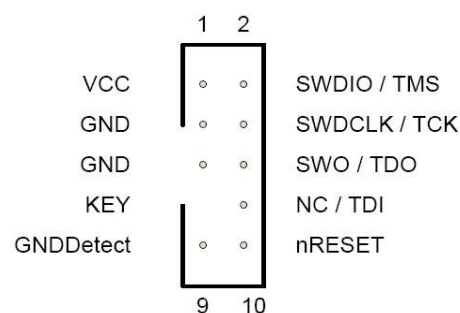 1 2
VCC SWDIO / TMS
GND SWDCLK / TCK
GND SWO / TDO
KEY NC / TDI
GNDDetect nRESET
9 10